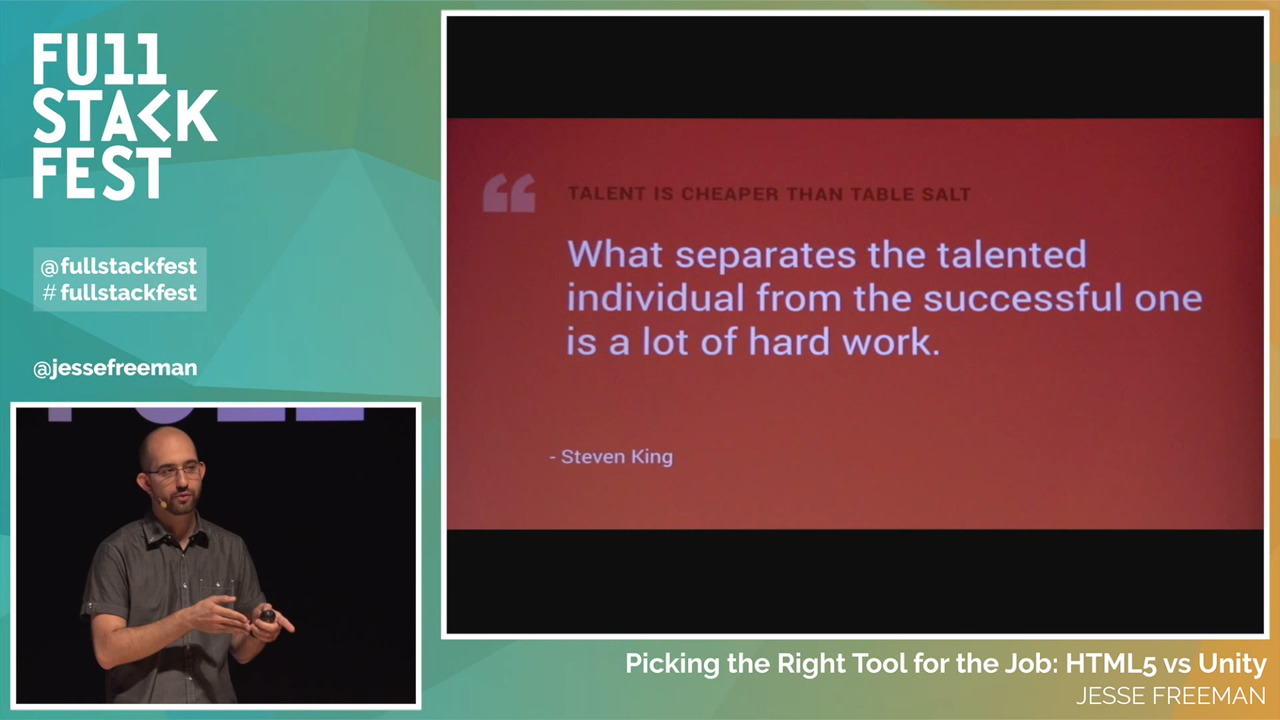 FU11
STACK
FEST
@fullstackfest
# fullstackfest
@jessefreeman
“ TALENT IS CHEAPER THAN TABLE SALT
What separates the talented
individual from the successful one
is a lot of hard work.
- Steven King
Picking the Right Tool for the Job: HTML5 vs Unity
JESSE FREEMAN